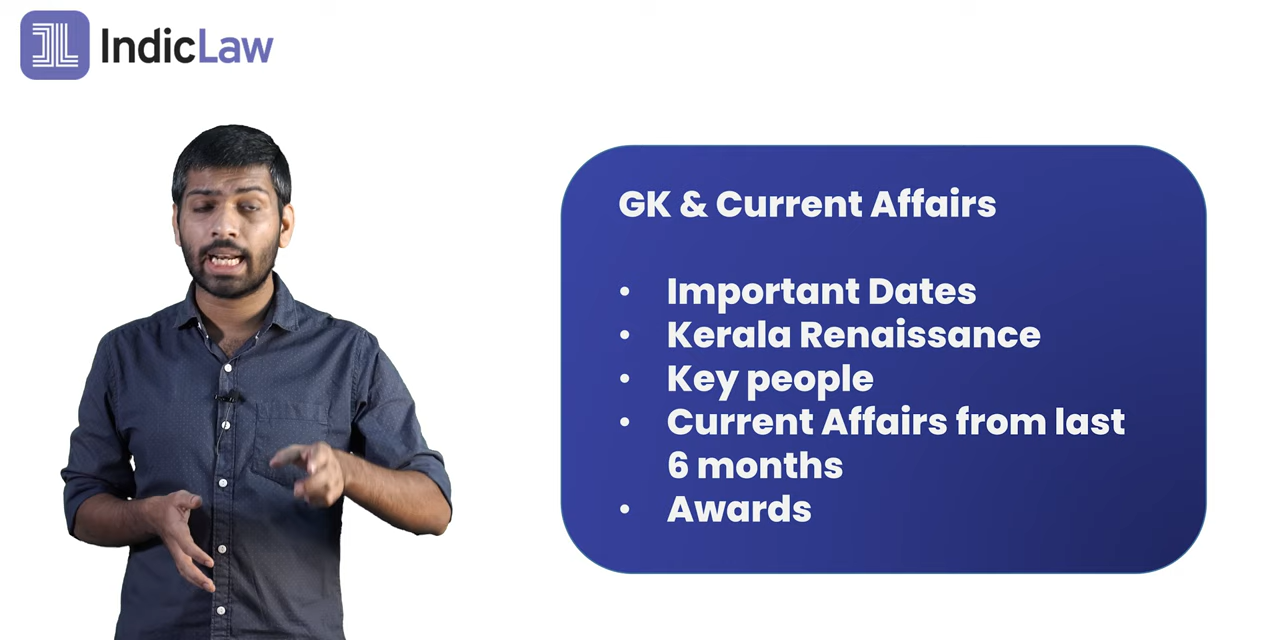 IndicLaw
GK & Current Affairs
• Important Dates
• Kerala Renaissance
• Key people
• Current Affairs from last
6 months
• Awards